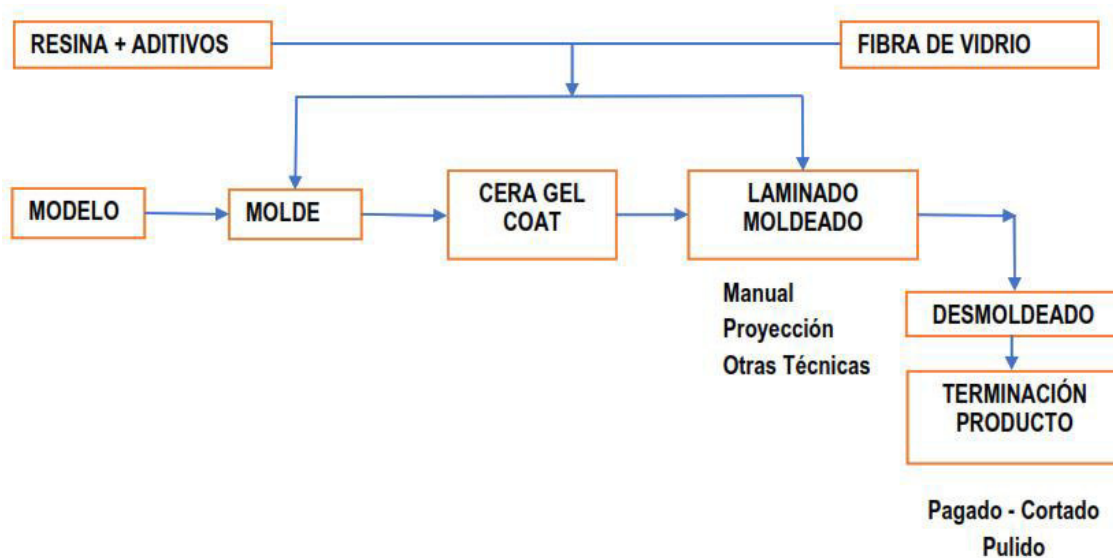 RESINA + ADITIVOS
FIBRA DE VIDRIO
MODELO
MOLDE
CERA GEL
COAT
LAMINADO
MOLDEADO
Manual
Proyección
Otras Técnicas
DESMOLDEADO
TERMINACIÓN
PRODUCTO
Pagado - Cortado
Pulido